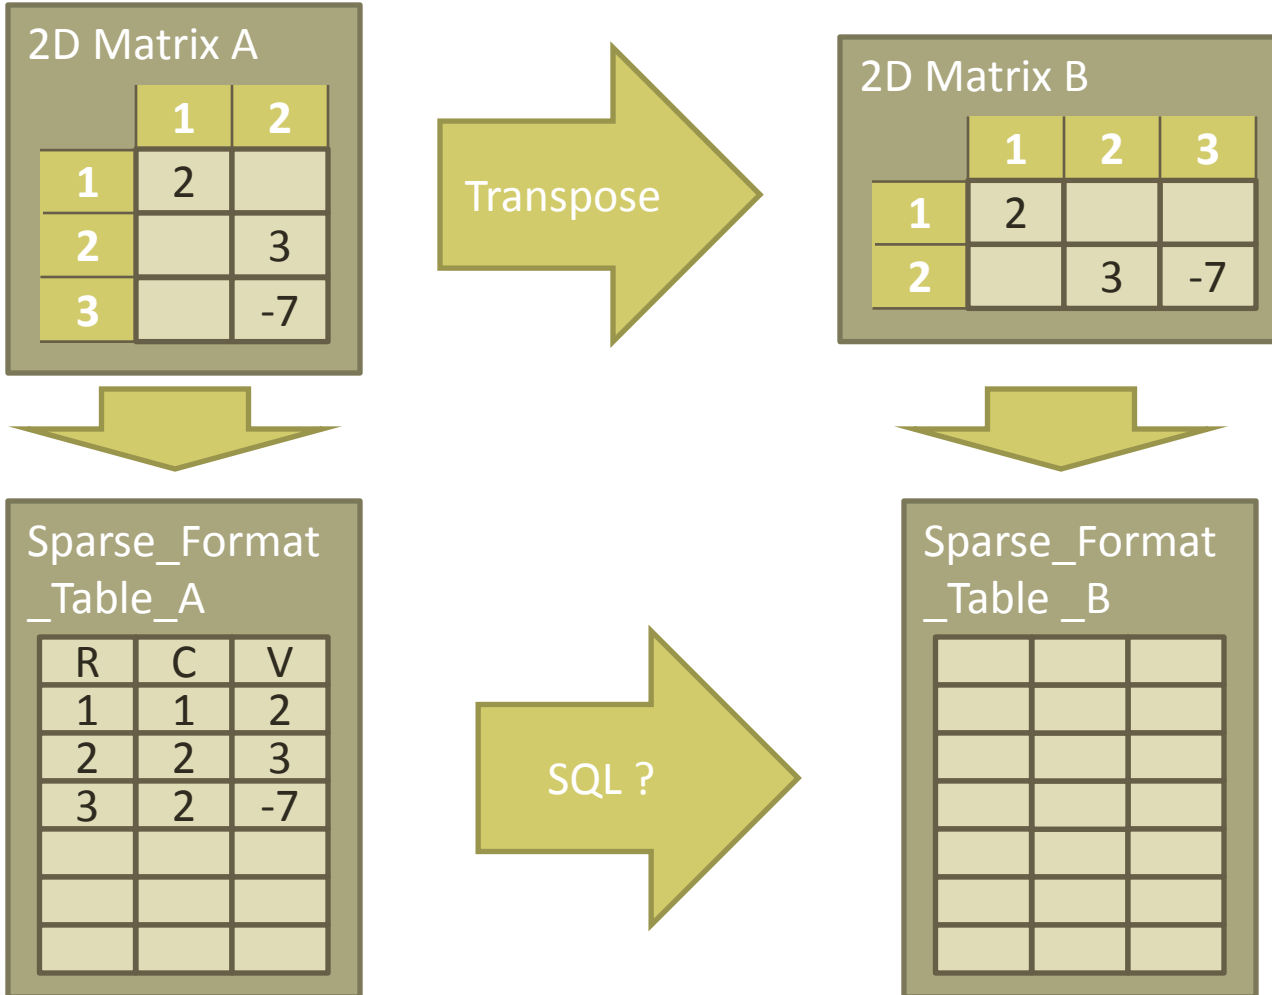 2D Matrix A
1 2
1 2
2 3
3 -7
Transpose
2D Matrix B
1 2 3
1 2
2 3 -7
Sparse_Format
_Table_A
R C V
1 1 2
2 2 3
3 2 -7
SQL ?
Sparse_Format
_Table _B